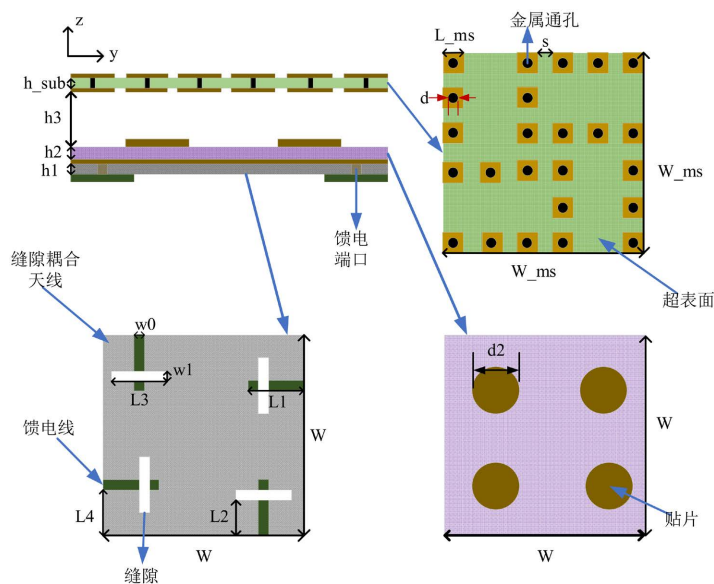 z
y
h_sub
h3
h2
h1
馈电
端口
金属通孔
L_ms
s
d
W_ms
W_ms
超表面
缝隙耦合
天线
w0
w1
L3
L1
W
馈电线
L4
L2
W
缝隙
d2
W
贴片
W